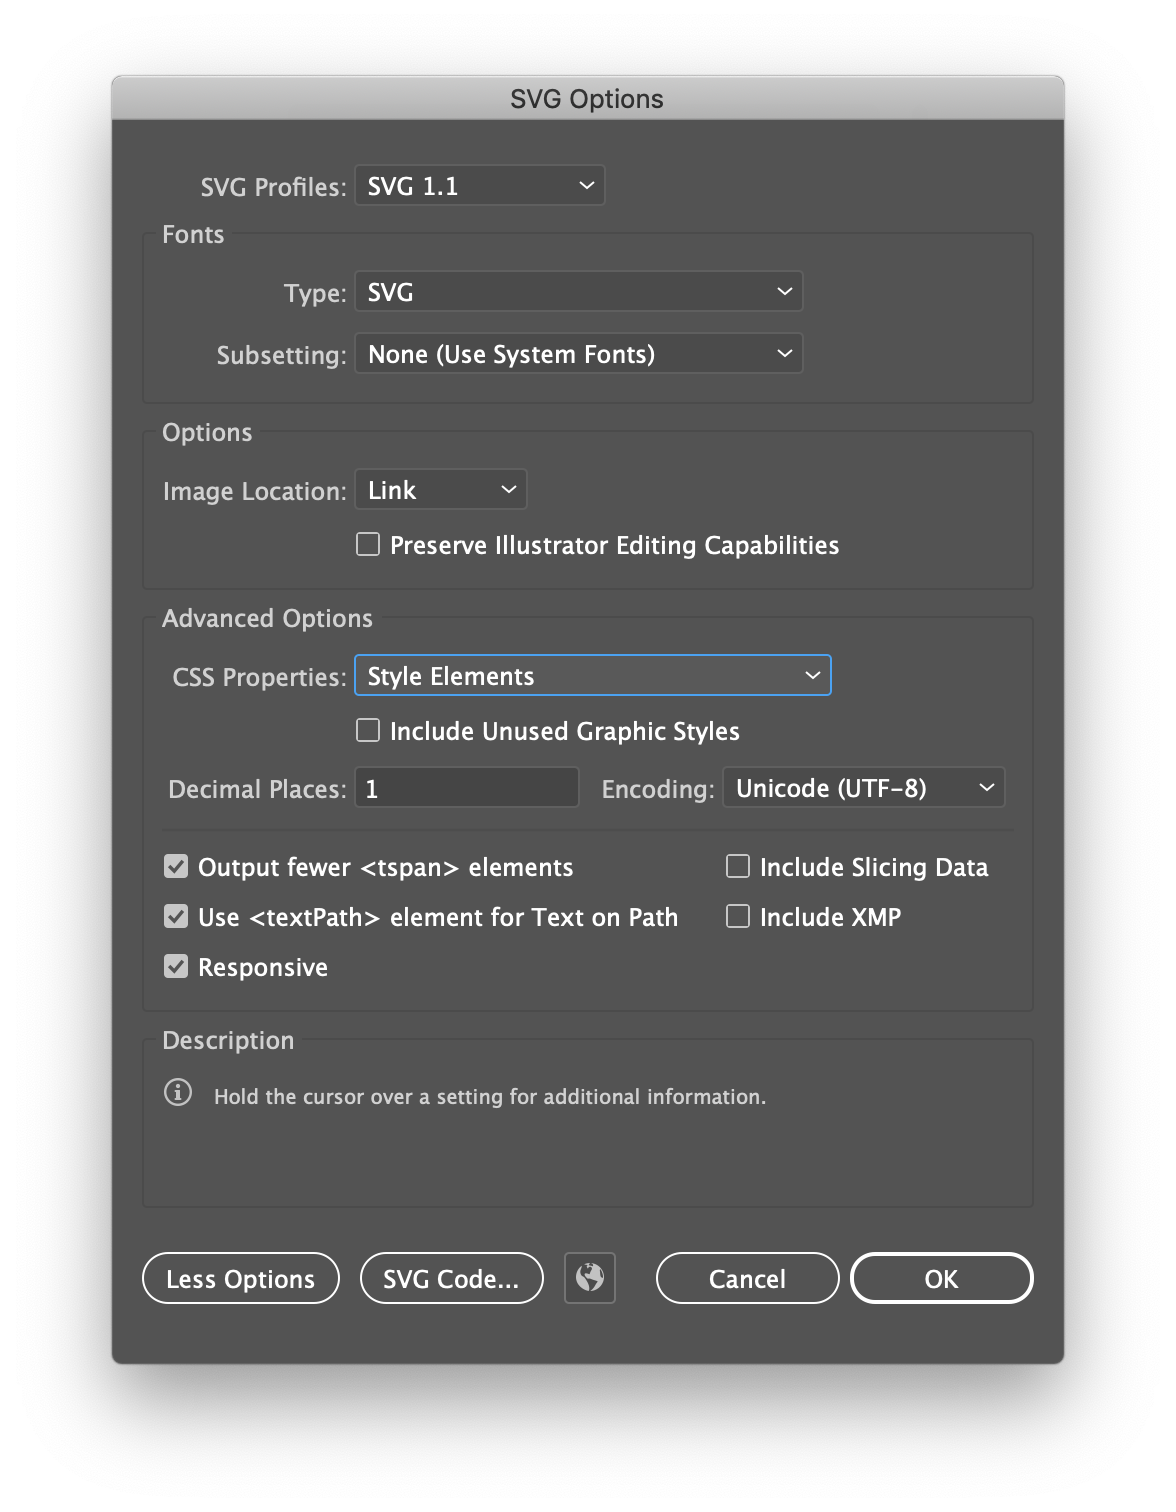 SVG Options
SVG Profiles: SVG 1.1
Fonts
Type: SVG
Subsetting: None (Use System Fonts)
Options
Image Location: Link
Preserve Illustrator Editing Capabilities
Advanced Options
CSS Properties: Style Elements
Include Unused Graphic Styles
Decimal Places: 1 Encoding: Unicode (UTF-8)
Output fewer <tspan> elements Include Slicing Data
Use <textPath> element for Text on Path Include XMP
Responsive
Description
Hold the cursor over a setting for additional information.
Less Options SVG Code... Cancel OK